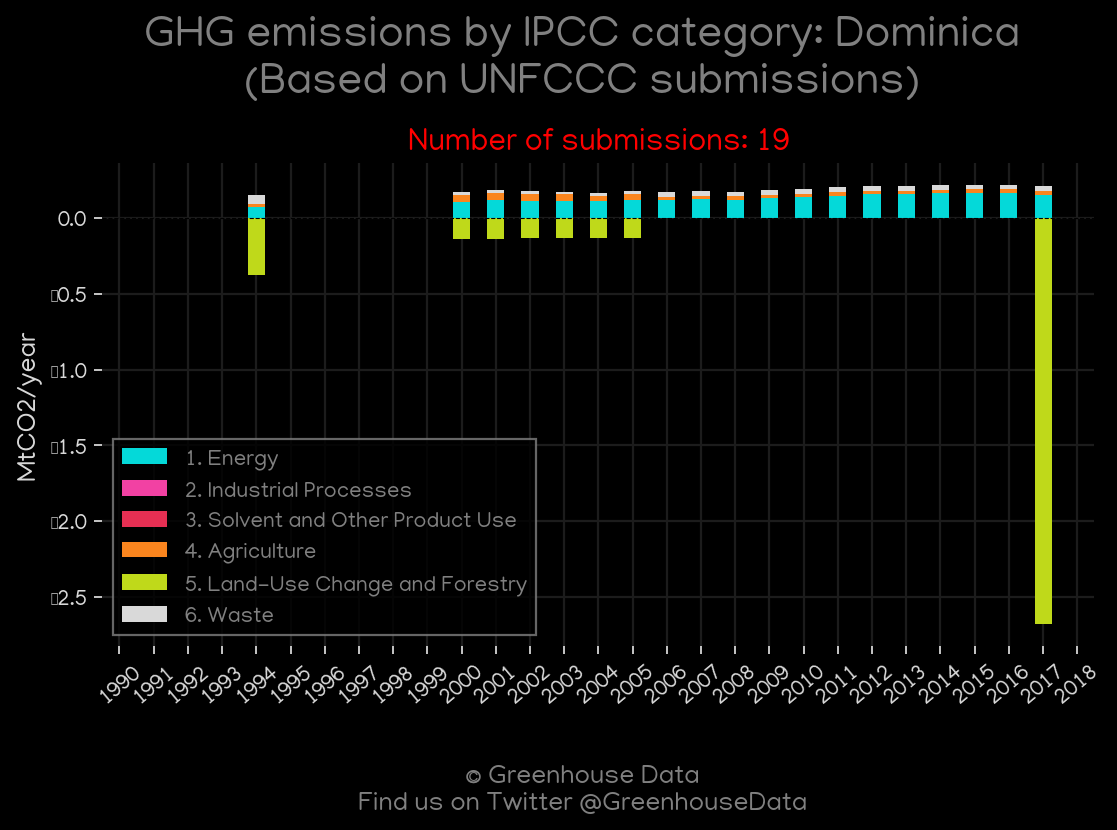 GHG emissions by IPCC category: Dominica
(Based on UNFCCC submissions)
Number of submissions: 19
0.0
▯0.5
▯1.0
▯1.5
▯2.0
▯2.5
MtCO2/year
1. Energy
2. Industrial Processes
3. Solvent and Other Product Use
4. Agriculture
5. Land-Use Change and Forestry
6. Waste
1990 1991 1992 1993 1994 1995 1996 1997 1998 1999 2000 2001 2002 2003 2004 2005 2006 2007 2008 2009 2010 2011 2012 2013 2014 2015 2016 2017 2018
© Greenhouse Data
Find us on Twitter @GreenhouseData